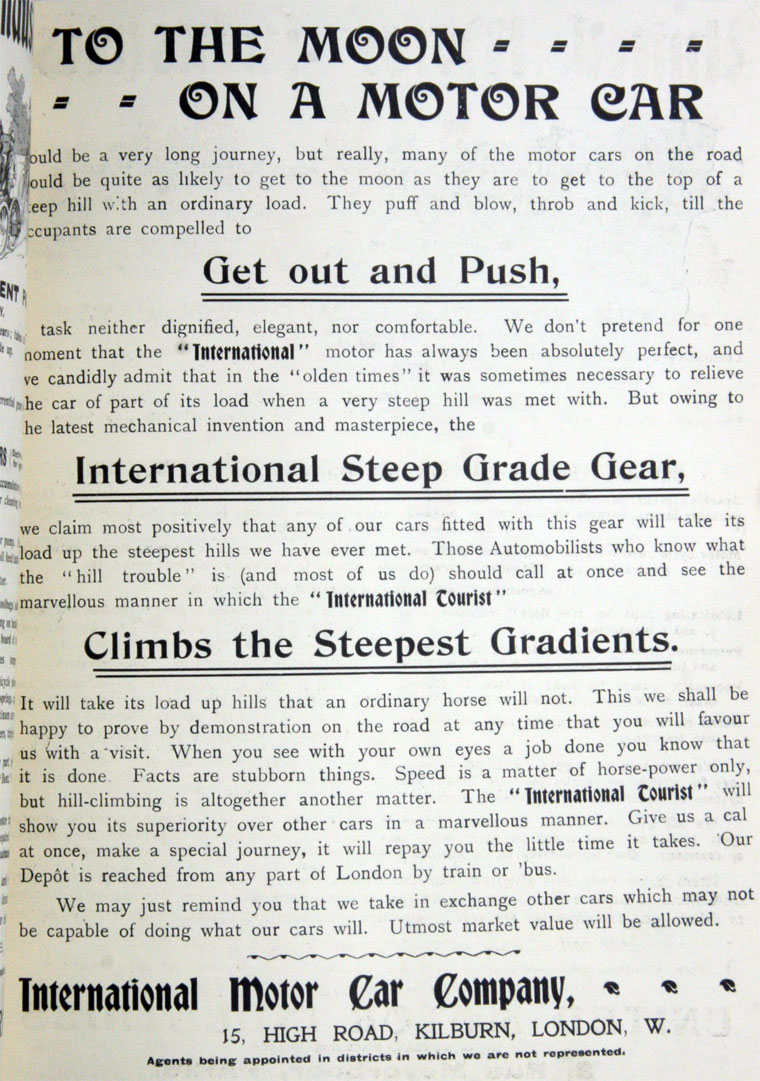 TO THE MOON - - - -
- - ON A MOTOR CAR
ould be a very long journey, but really, many of the motor cars on the road
ould be quite as likely to get to the moon as they are to get to the top of a
eep hill with an ordinary load. They puff and blow, throb and kick, till the
ccupants are compelled to
Get out and Push,
task neither dignified, elegant, nor comfortable. We don't pretend for one
moment that the "International" motor has always been absolutely perfect, and
ve candidly admit that in the "olden times" it was sometimes necessary to relieve
he car of part of its load when a very steep hill was met with. But owing to
he latest mechanical invention and masterpiece, the
International Steep Grade Gear,
we claim most positively that any of our cars fitted with this gear will take its
load up the steepest hills we have ever met. Those Automobilists who know what
the "hill trouble" is (and most of us do) should call at once and see the
marvellous manner in which the "International Tourist"
Climbs the Steepest Gradients.
It will take its load up hills that an ordinary horse will not. This we shall be
happy to prove by demonstration on the road at any time that you will favour
us with a visit. When you see with your own eyes a job done you know that
it is done. Facts are stubborn things. Speed is a matter of horse-power only,
but hill-climbing is altogether another matter. The "International Tourist" will
show you its superiority over other cars in a marvellous manner. Give us a cal
at once, make a special journey, it will repay you the little time it takes. Our
Depôt is reached from any part of London by train or 'bus.
We may just remind you that we take in exchange other cars which may not
be capable of doing what our cars will. Utmost market value will be allowed.
International Motor Car Company,
15, HIGH ROAD, KILBURN, LONDON, W.
Agents being appointed in districts in which we are not represented.